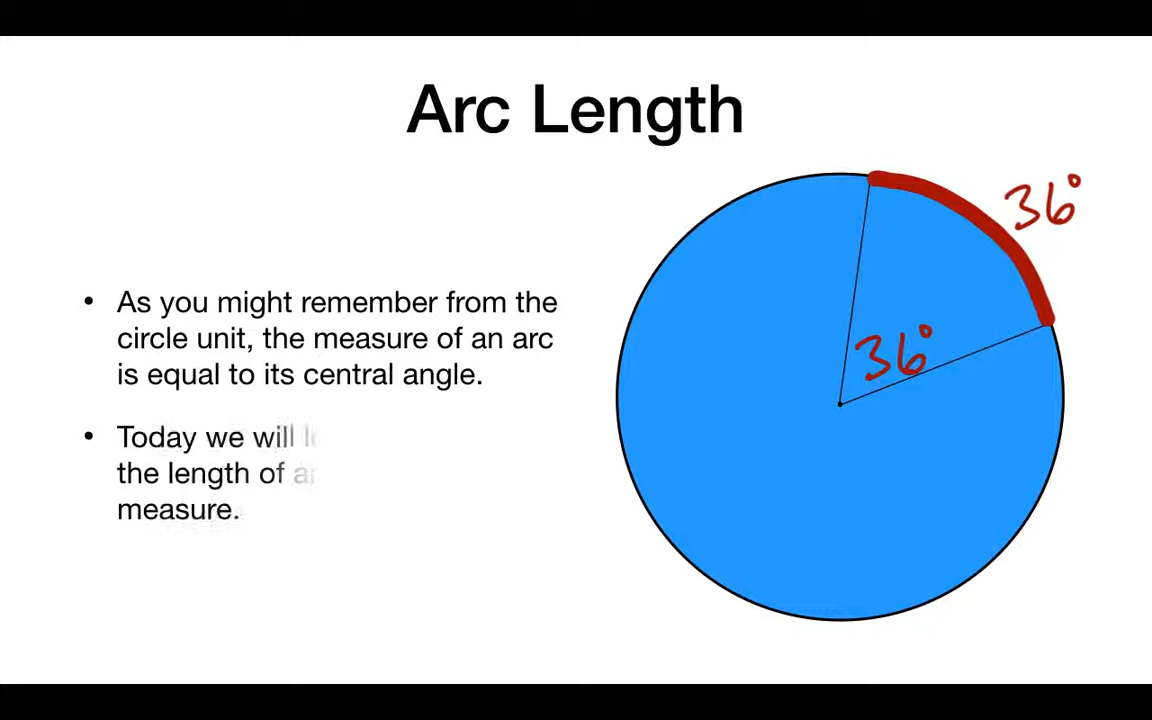 Arc Length
36°
• As you might remember from the
circle unit, the measure of an arc
is equal to its central angle.
36°
• Today we will
the length of
measure.